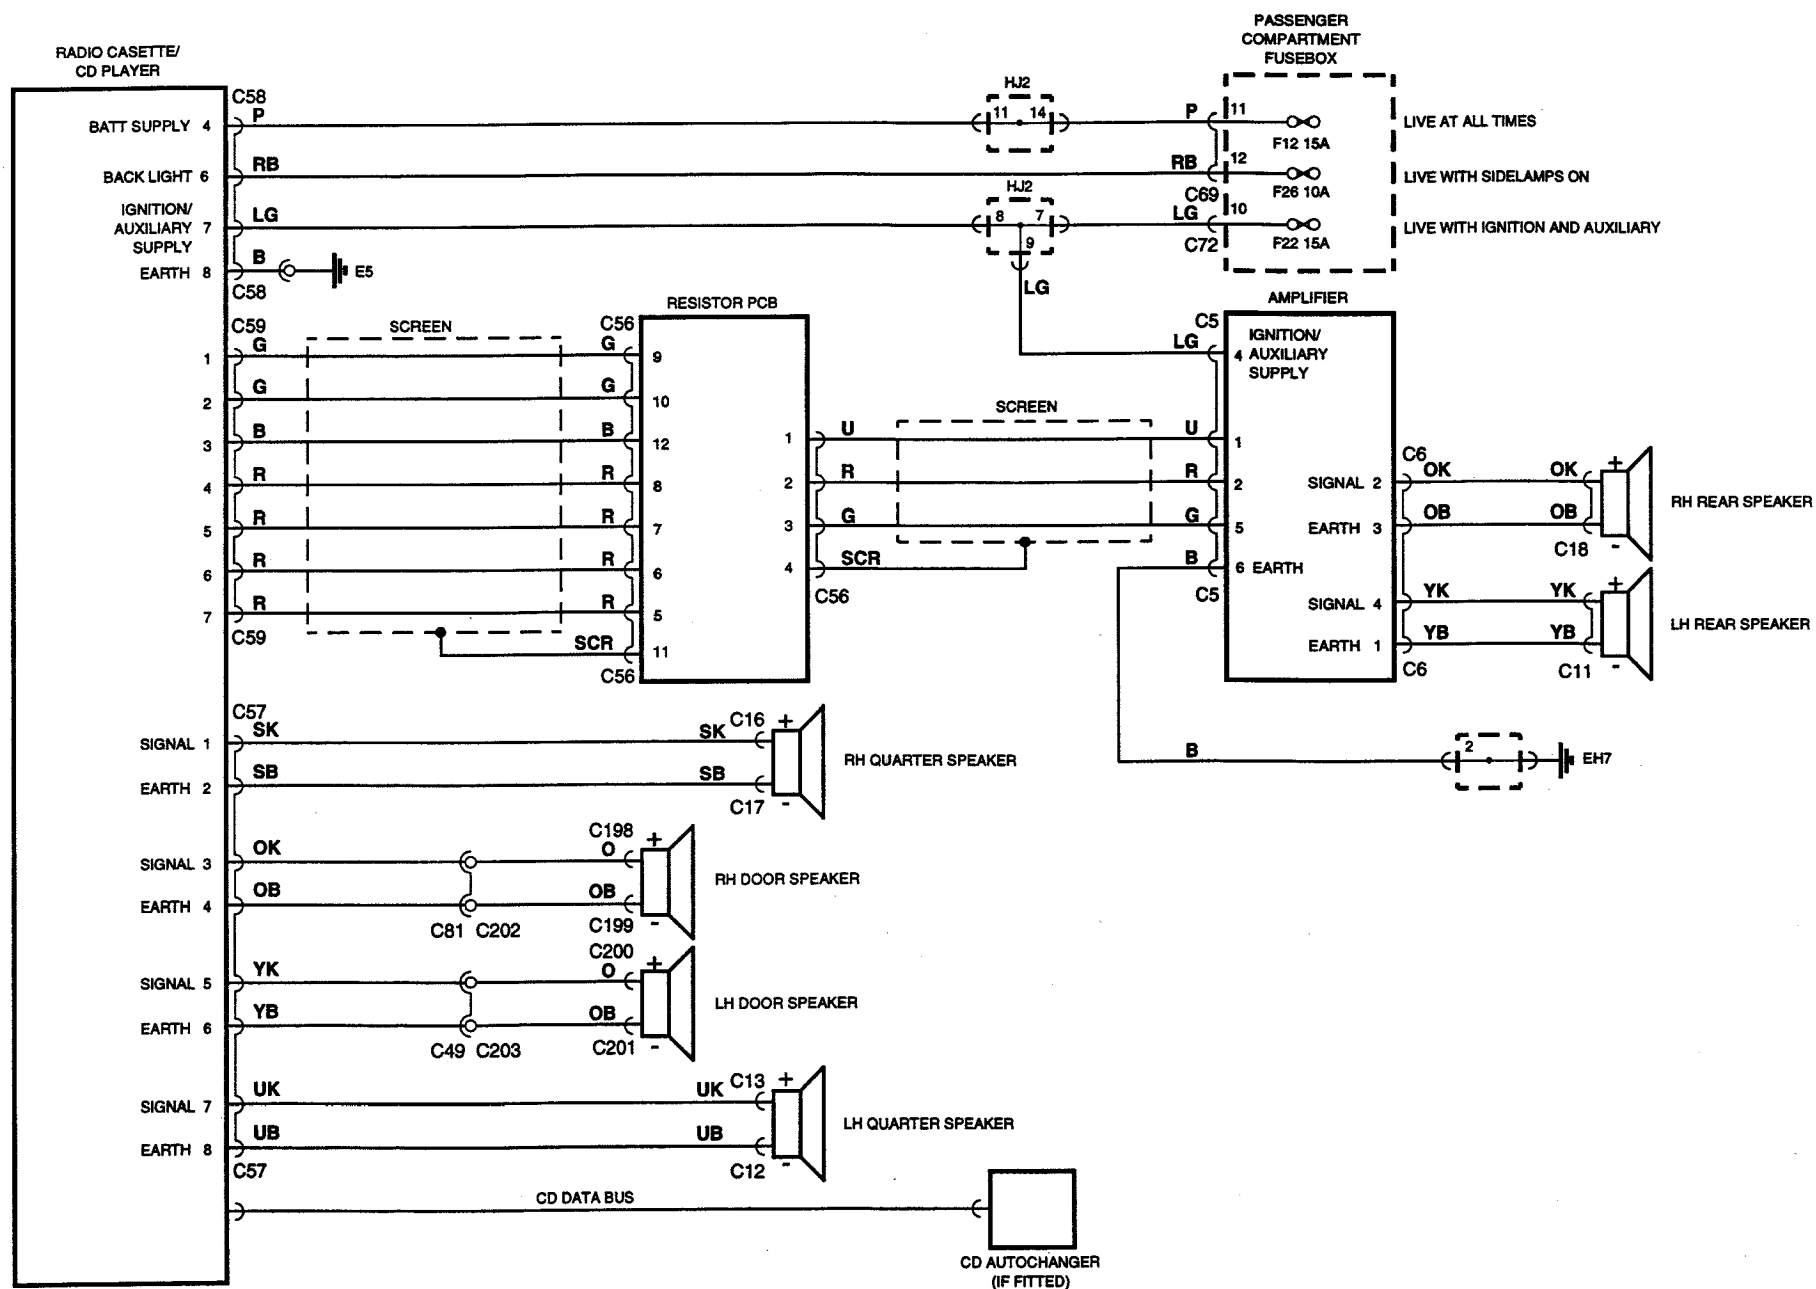 PASSENGER
COMPARTMENT
FUSEBOX
RADIO CASETTE/
CD PLAYER
HJ2
C58
P
BATT SUPPLY 4
11 14
P
11
F12 15A
LIVE AT ALL TIMES
RB
BACK LIGHT 6
RB
12
C69
F26 10A
LIVE WITH SIDELAMPS ON
HJ2
IGNITION/
AUXILIARY
SUPPLY
7
LG
8 7
9
LG
10
C72
F22 15A
LIVE WITH IGNITION AND AUXILIARY
B
EARTH 8
E5
C58
LG
RESISTOR PCB
AMPLIFIER
C59
SCREEN
C56
C5
1 G G 9
LG
4
IGNITION/
AUXILIARY
SUPPLY
2 G G 10
SCREEN
3 B B 12
1 U U 1
4 R R 8
2 R R 2
5 R R 7
3 G G 5
6 R R 6
4 SCR
B
6 EARTH
7 R R 5
C59
SCR
11
C56
C56
C5
C6
SIGNAL 2
OK OK
+
RH REAR SPEAKER
EARTH 3
OB OB
C18
-
SIGNAL 4
YK YK
+
LH REAR SPEAKER
EARTH 1
YB YB
C6
C11
-
C57
SIGNAL 1
SK SK
C16
+
RH QUARTER SPEAKER
EARTH 2
SB SB
C17
-
B
2
EH7
SIGNAL 3
OK
C198
O
+
RH DOOR SPEAKER
EARTH 4
OB OB
C81 C202
C199
-
SIGNAL 5
YK
C200
O
+
LH DOOR SPEAKER
EARTH 6
YB OB
C49 C203
C201
-
SIGNAL 7
UK UK
C13
+
LH QUARTER SPEAKER
EARTH 8
UB UB
C57
C12
-
CD DATA BUS
CD AUTOCHANGER
(IF FITTED)